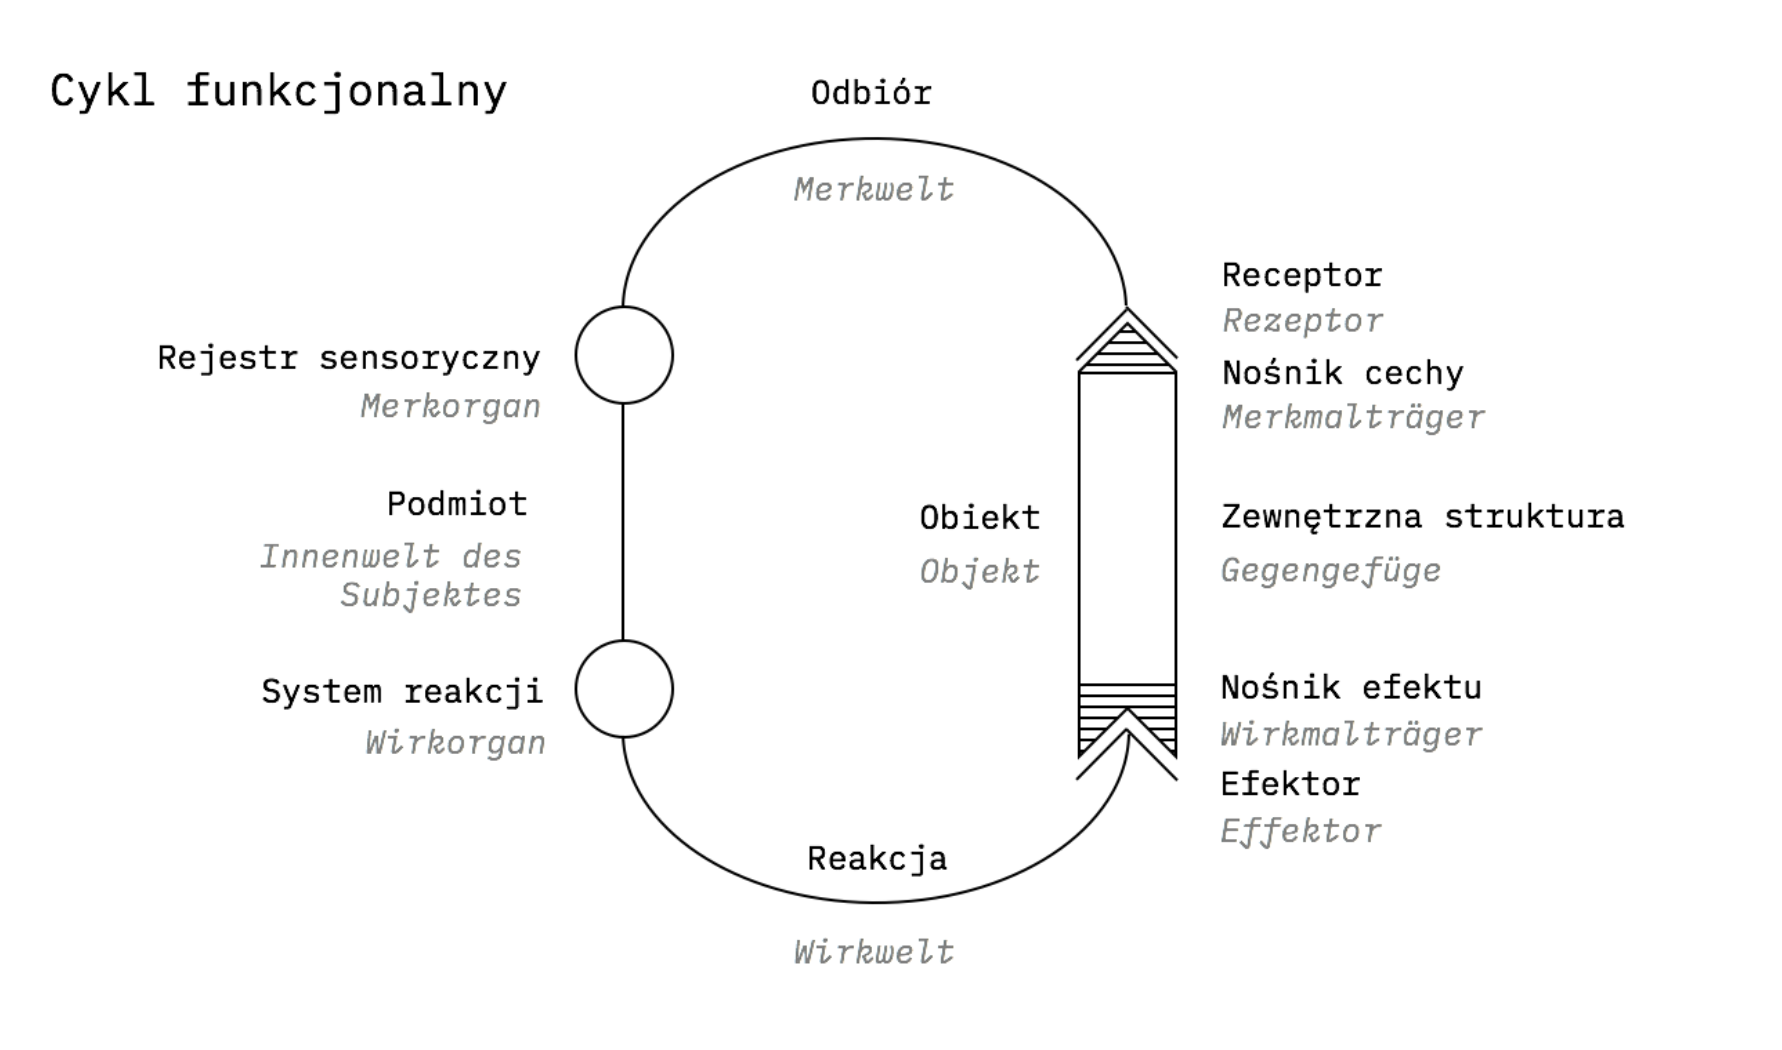 Cykl funkcjonalny
Odbiór
Merkwelt
Receptor
Rezeptor
Rejestr sensoryczny
Merkorgan
Nośnik cechy
Merkmalträger
Podmiot
Innenwelt des
Subjektes
Obiekt
Objekt
Zewnętrzna struktura
Gegengefüge
System reakcji
Wirkorgan
Nośnik efektu
Wirkmalträger
Efektor
Effektor
Reakcja
Wirkwelt